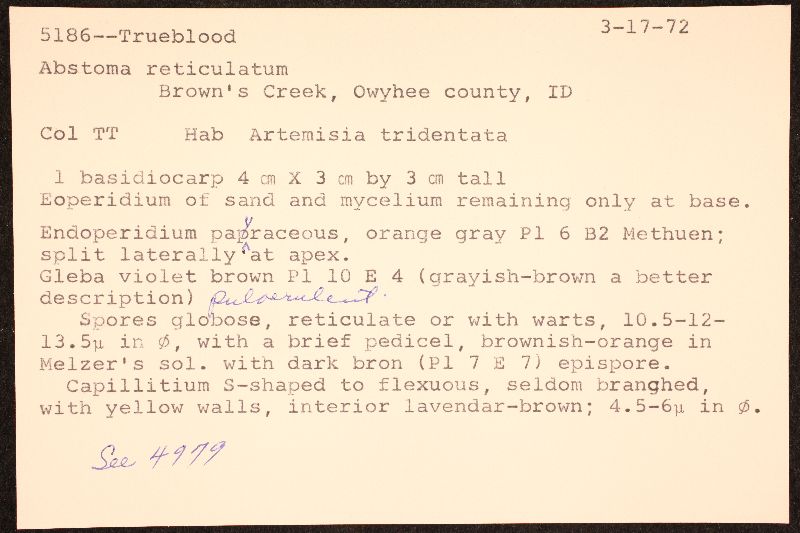 5186--Trueblood 3-17-72
Abstoma reticulatum
Brown's Creek, Owyhee county, ID
Col TT Hab Artemisia tridentata
1 basidiocarp 4 cm X 3 cm by 3 cm tall
Eoperidium of sand and mycelium remaining only at base.
Endoperidium papyraceous, orange gray Pl 6 B2 Methuen;
split laterally at apex.
Gleba violet brown Pl 10 E 4 (grayish-brown a better
description) pulverulent.
Spores globose, reticulate or with warts, 10.5-12-
13.5µ in ø, with a brief pedicel, brownish-orange in
Melzer's sol. with dark bron (Pl 7 E 7) epispore.
Capillitium S-shaped to flexuous, seldom branghed,
with yellow walls, interior lavendar-brown; 4.5-6µ in ø.
See 4979